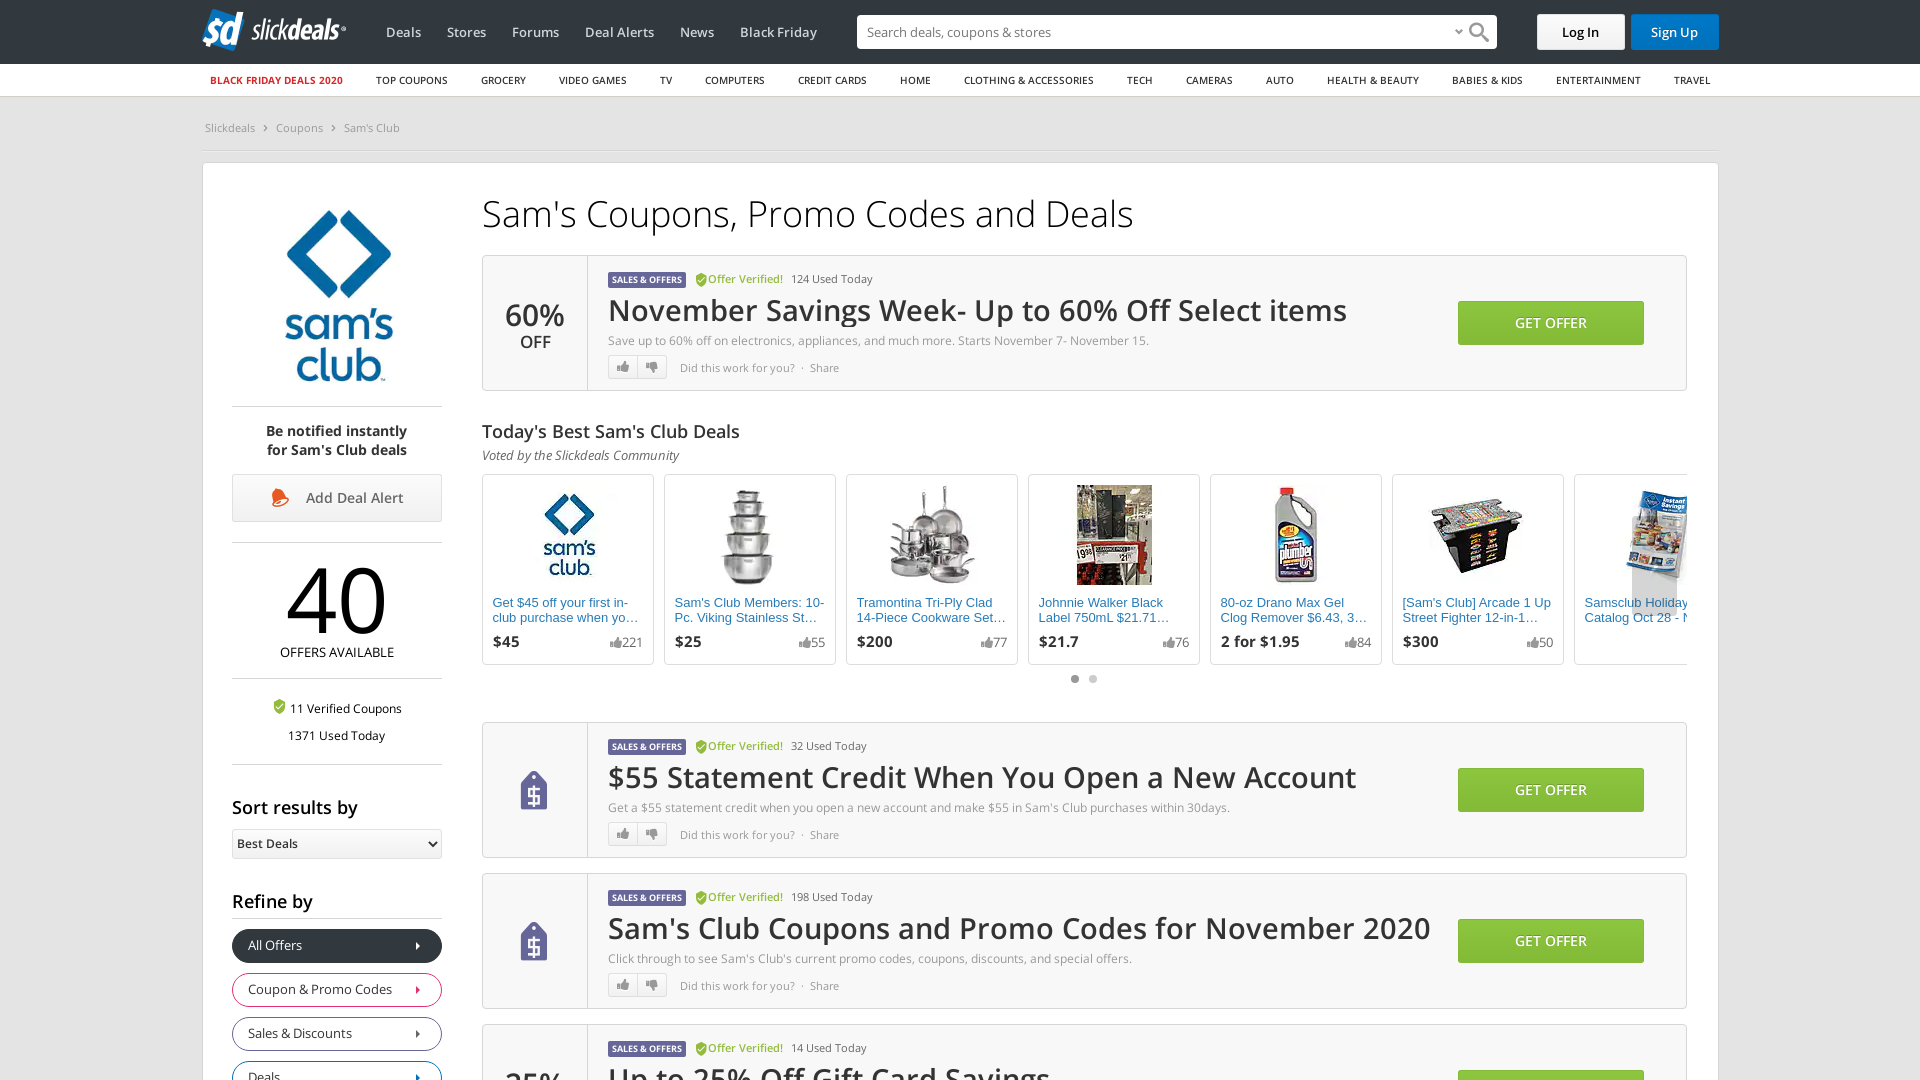 sd slickdeals
Deals
Stores
Forums
Deal Alerts
News
Black Friday
Search deals, coupons & stores
Log In
Sign Up
BLACK FRIDAY DEALS 2020
TOP COUPONS
GROCERY
VIDEO GAMES
TV
COMPUTERS
CREDIT CARDS
HOME
CLOTHING & ACCESSORIES
TECH
CAMERAS
AUTO
HEALTH & BEAUTY
BABIES & KIDS
ENTERTAINMENT
TRAVEL
Slickdeals > Coupons > Sam's Club
sam's
club™
Be notified instantly
for Sam's Club deals
Add Deal Alert
40
OFFERS AVAILABLE
11 Verified Coupons
1371 Used Today
Sort results by
Best Deals
Refine by
All Offers
Coupon & Promo Codes
Sales & Discounts
Deals
Sam's Coupons, Promo Codes and Deals
60%
OFF
SALES & OFFERS Offer Verified! 124 Used Today
November Savings Week- Up to 60% Off Select items
Save up to 60% off on electronics, appliances, and much more. Starts November 7- November 15.
Did this work for you? · Share
GET OFFER
Today's Best Sam's Club Deals
Voted by the Slickdeals Community
sam's
club
Get $45 off your first in-
club purchase when yo…
$45
221
Sam's Club Members: 10-
Pc. Viking Stainless St…
$25
55
Tramontina Tri-Ply Clad
14-Piece Cookware Set…
$200
77
Johnnie Walker Black
Label 750mL $21.71…
$21.7
76
plumber
80-oz Drano Max Gel
Clog Remover $6.43, 3…
2 for $1.95
84
[Sam's Club] Arcade 1 Up
Street Fighter 12-in-1…
$300
50
Instant
Savings
Samsclub Holiday
Catalog Oct 28 - N
SALES & OFFERS Offer Verified! 32 Used Today
$55 Statement Credit When You Open a New Account
Get a $55 statement credit when you open a new account and make $55 in Sam's Club purchases within 30days.
Did this work for you? · Share
GET OFFER
SALES & OFFERS Offer Verified! 198 Used Today
Sam's Club Coupons and Promo Codes for November 2020
Click through to see Sam's Club's current promo codes, coupons, discounts, and special offers.
Did this work for you? · Share
GET OFFER
25%
SALES & OFFERS Offer Verified! 14 Used Today
Up to 25% Off Gift Card Savings